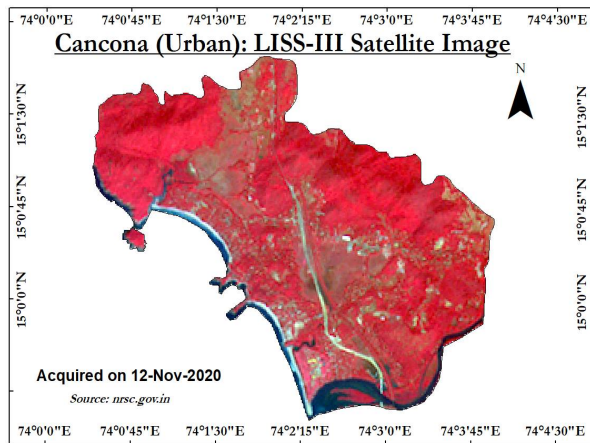 74°0'0"E 74°0'45"E 74°1'30"E 74°2'15"E 74°3'0"E 74°3'45"E 74°4'30"E
Cancona (Urban): LISS-III Satellite Image
N
15°1'30"N 15°1'30"N
15°0'45"N 15°0'45"N
15°0'0"N 15°0'0"N
Acquired on 12-Nov-2020
Source: nrsc.gov.in
74°0'0"E 74°0'45"E 74°1'30"E 74°2'15"E 74°3'0"E 74°3'45"E 74°4'30"E